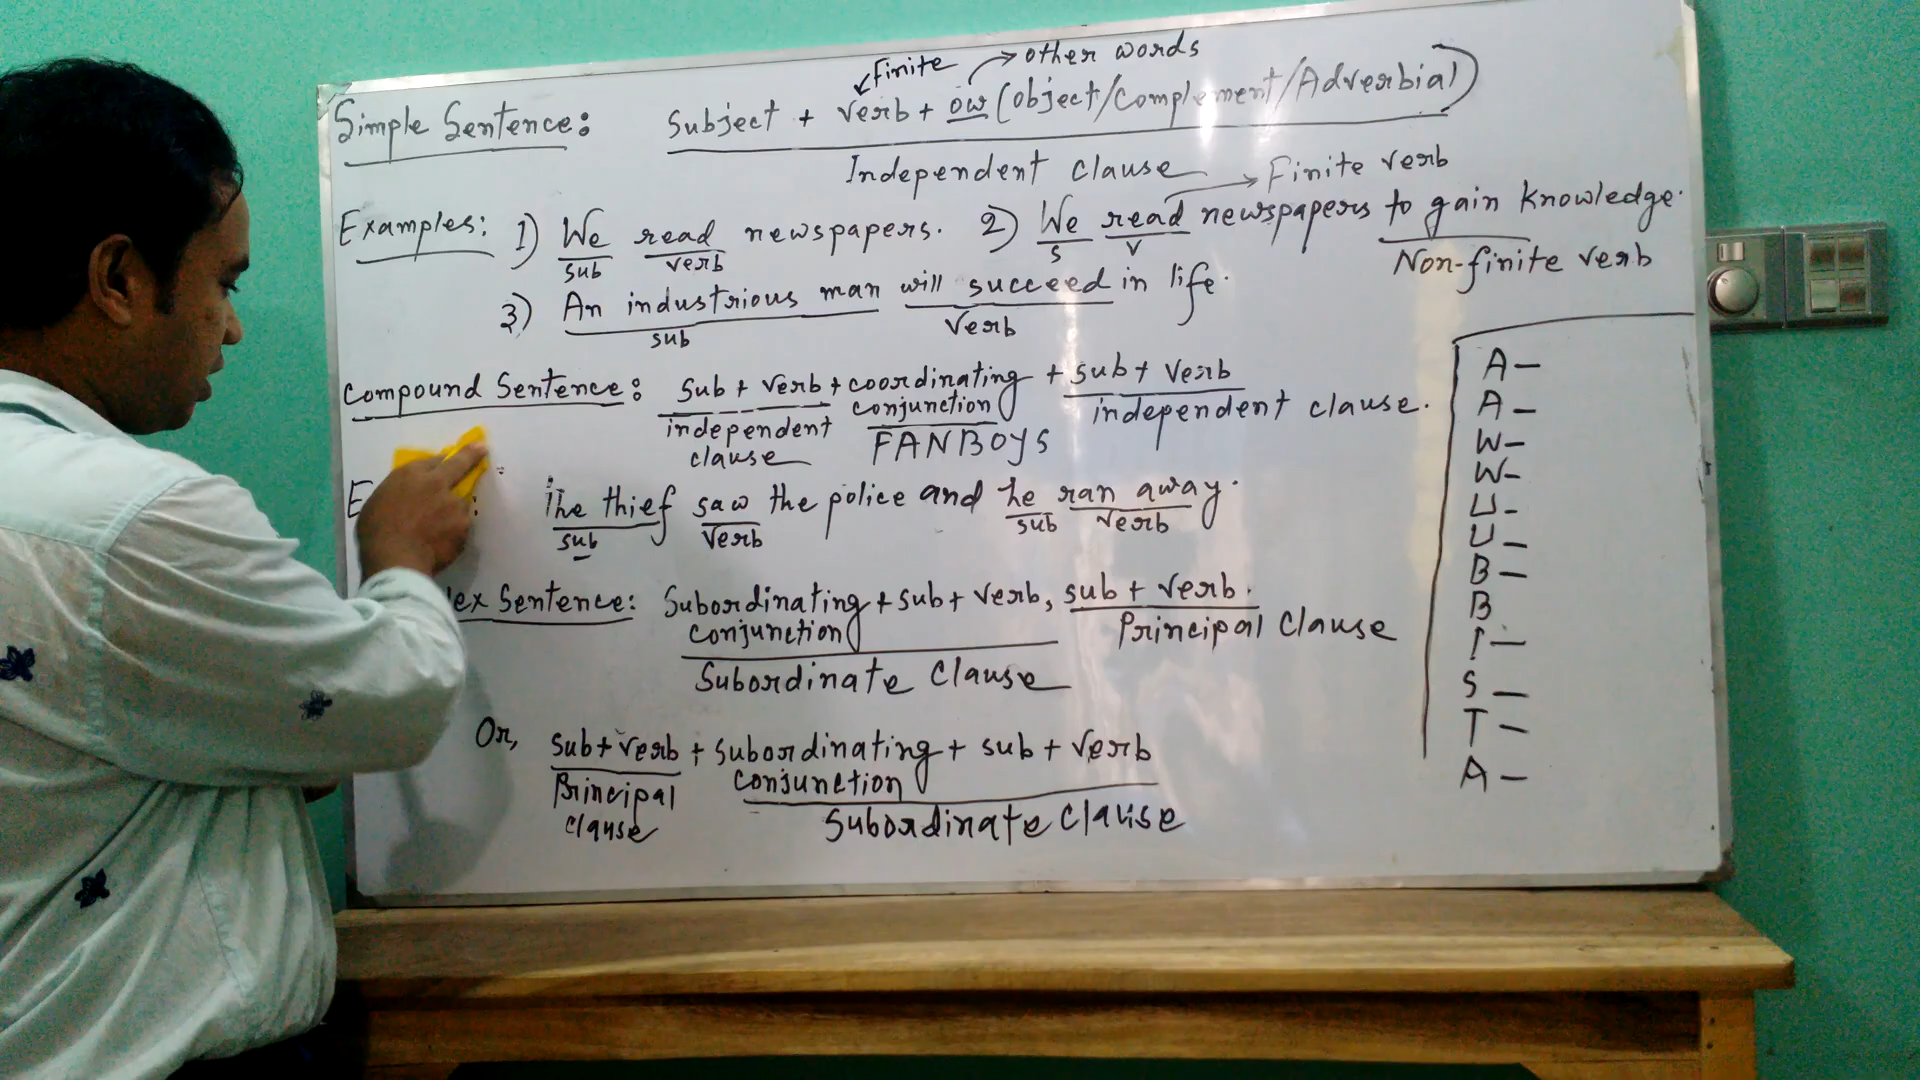 Finite → other words
Simple Sentence: Subject + verb + ow (object/complement/Adverbial)
Independent clause → Finite verb
Examples: 1) We read newspapers. 2) We read newspapers to gain knowledge.
sub verb S V Non-finite verb
3) An industrious man will succeed in life.
sub verb
Compound Sentence: sub + verb + coordinating + sub + verb
conjunction independent clause.
independent FANBOYS
clause
The thief saw the police and he ran away.
sub verb sub verb
lex Sentence: Subordinating + sub + verb, sub + verb.
conjunction Principal clause
Subordinate clause
Or, sub + verb + subordinating + sub + verb
Principal conjunction
clause Subordinate clause
A –
A –
W –
W –
U –
U –
B –
B
I –
S –
T –
A –